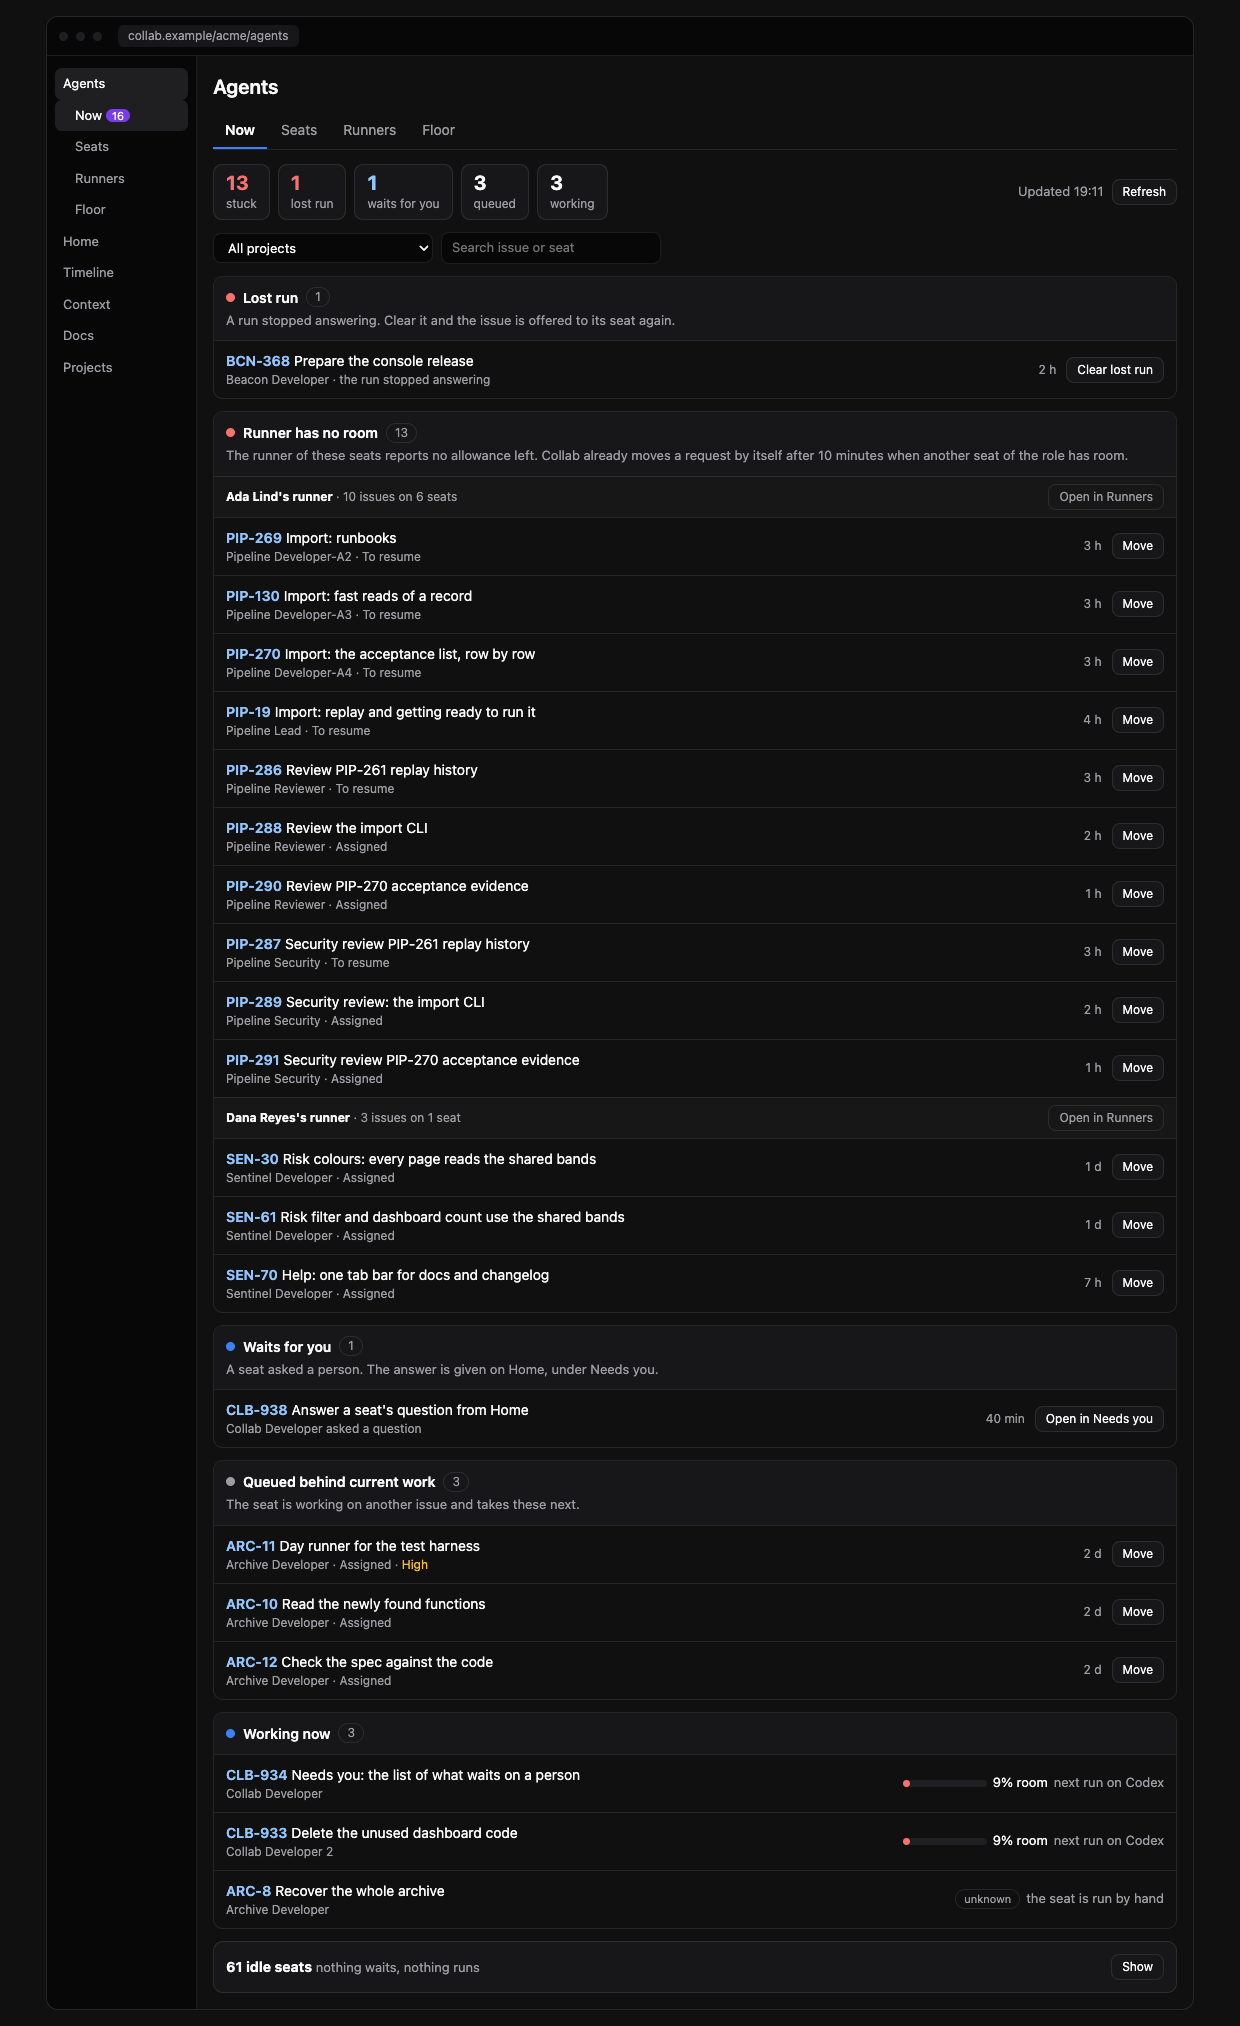 collab.example/acme/agents
Agents
Now 16
Seats
Runners
Floor
Home
Timeline
Context
Docs
Projects
Agents
Now Seats Runners Floor
13 stuck
1 lost run
1 waits for you
3 queued
3 working
Updated 19:11 Refresh
All projects
Search issue or seat
Lost run 1
A run stopped answering. Clear it and the issue is offered to its seat again.
BCN-368 Prepare the console release
Beacon Developer · the run stopped answering
2 h Clear lost run
Runner has no room 13
The runner of these seats reports no allowance left. Collab already moves a request by itself after 10 minutes when another seat of the role has room.
Ada Lind's runner · 10 issues on 6 seats Open in Runners
PIP-269 Import: runbooks
Pipeline Developer-A2 · To resume
3 h Move
PIP-130 Import: fast reads of a record
Pipeline Developer-A3 · To resume
3 h Move
PIP-270 Import: the acceptance list, row by row
Pipeline Developer-A4 · To resume
3 h Move
PIP-19 Import: replay and getting ready to run it
Pipeline Lead · To resume
4 h Move
PIP-286 Review PIP-261 replay history
Pipeline Reviewer · To resume
3 h Move
PIP-288 Review the import CLI
Pipeline Reviewer · Assigned
2 h Move
PIP-290 Review PIP-270 acceptance evidence
Pipeline Reviewer · Assigned
1 h Move
PIP-287 Security review PIP-261 replay history
Pipeline Security · To resume
3 h Move
PIP-289 Security review: the import CLI
Pipeline Security · Assigned
2 h Move
PIP-291 Security review PIP-270 acceptance evidence
Pipeline Security · Assigned
1 h Move
Dana Reyes's runner · 3 issues on 1 seat Open in Runners
SEN-30 Risk colours: every page reads the shared bands
Sentinel Developer · Assigned
1 d Move
SEN-61 Risk filter and dashboard count use the shared bands
Sentinel Developer · Assigned
1 d Move
SEN-70 Help: one tab bar for docs and changelog
Sentinel Developer · Assigned
7 h Move
Waits for you 1
A seat asked a person. The answer is given on Home, under Needs you.
CLB-938 Answer a seat's question from Home
Collab Developer asked a question
40 min Open in Needs you
Queued behind current work 3
The seat is working on another issue and takes these next.
ARC-11 Day runner for the test harness
Archive Developer · Assigned · High
2 d Move
ARC-10 Read the newly found functions
Archive Developer · Assigned
2 d Move
ARC-12 Check the spec against the code
Archive Developer · Assigned
2 d Move
Working now 3
CLB-934 Needs you: the list of what waits on a person
Collab Developer
9% room next run on Codex
CLB-933 Delete the unused dashboard code
Collab Developer 2
9% room next run on Codex
ARC-8 Recover the whole archive
Archive Developer
unknown the seat is run by hand
61 idle seats nothing waits, nothing runs Show